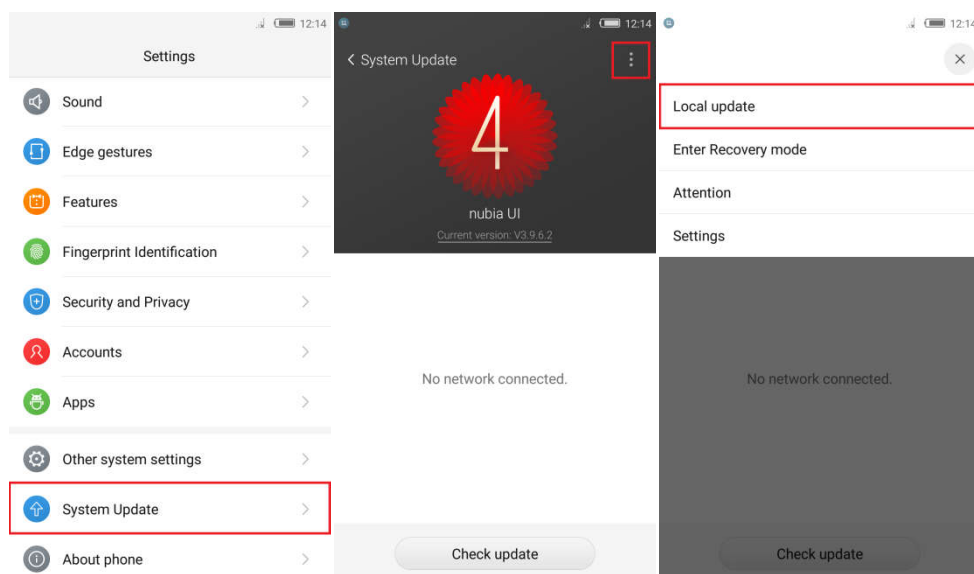 12:14
Settings
Sound
Edge gestures
Features
Fingerprint Identification
Security and Privacy
Accounts
Apps
Other system settings
System Update
About phone
12:14
System Update
4
nubia UI
Current version: V3.9.6.2
No network connected.
Check update
12:14
Local update
Enter Recovery mode
Attention
Settings
No network connected.
Check update